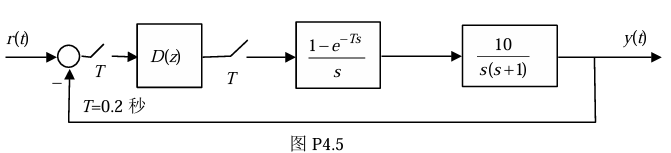 r(t)
−
T
D(z)
T
1−e^{−Ts}
s
10
s(s+1)
y(t)
T=0.2 秒
图 P4.5